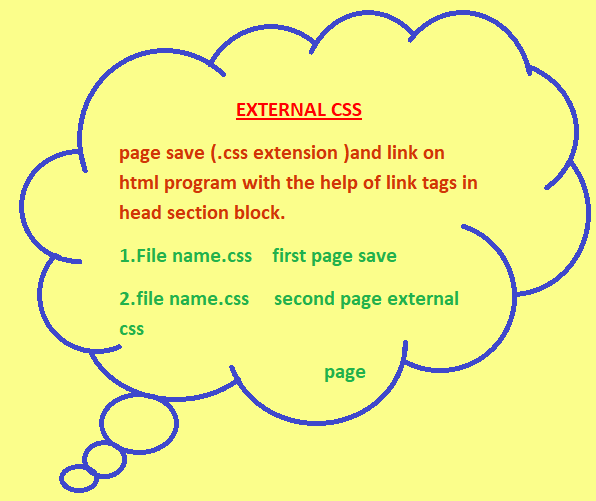 EXTERNAL CSS
page save (.css extension )and link on
html program with the help of link tags in
head section block.
1.File name.css first page save
2.file name.css second page external
css
page